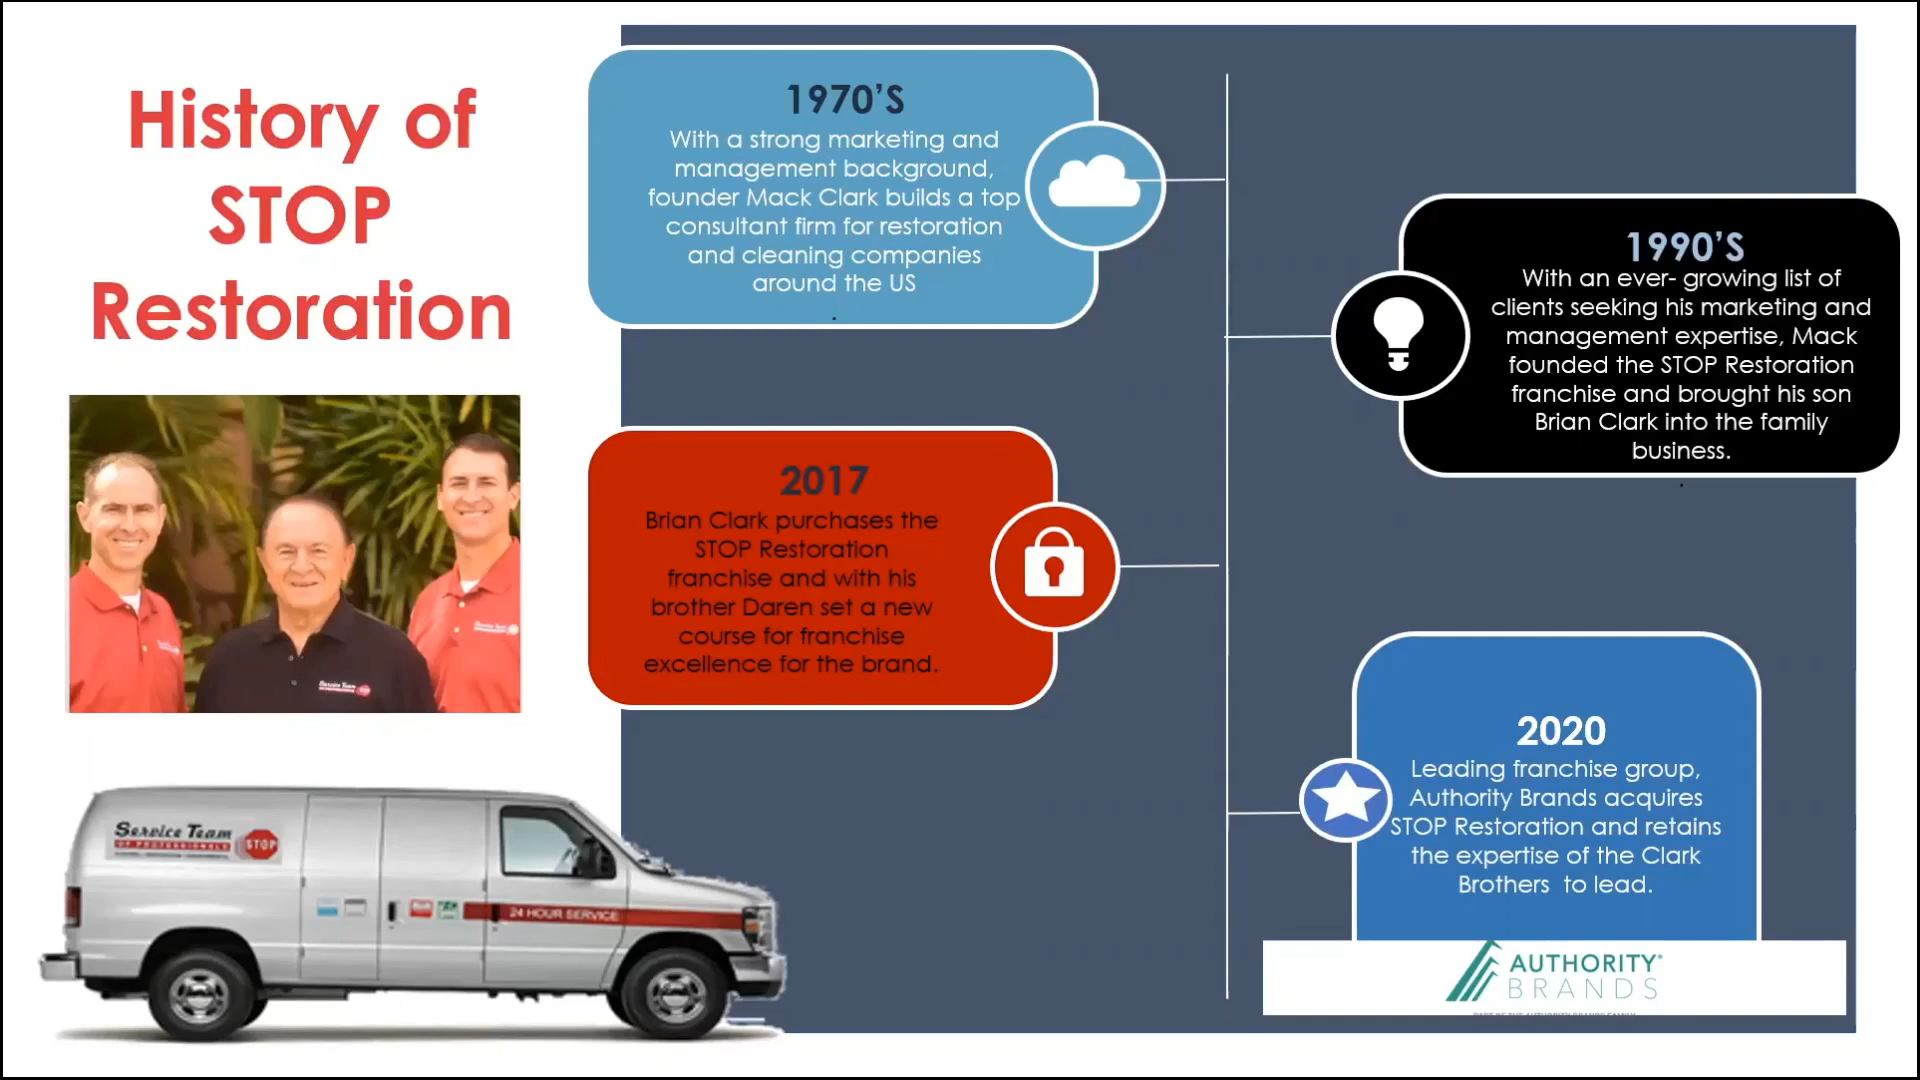 History of
STOP
Restoration
1970'S
With a strong marketing and
management background,
founder Mack Clark builds a top
consultant firm for restoration
and cleaning companies
around the US
.
1990'S
With an ever- growing list of
clients seeking his marketing and
management expertise, Mack
founded the STOP Restoration
franchise and brought his son
Brian Clark into the family
business.
.
2017
Brian Clark purchases the
STOP Restoration
franchise and with his
brother Daren set a new
course for franchise
excellence for the brand.
2020
Leading franchise group,
Authority Brands acquires
STOP Restoration and retains
the expertise of the Clark
Brothers  to lead.
AUTHORITY
BRANDS
Service Team
OF PROFESSIONALS
STOP
24 HOUR SERVICE
Service Team